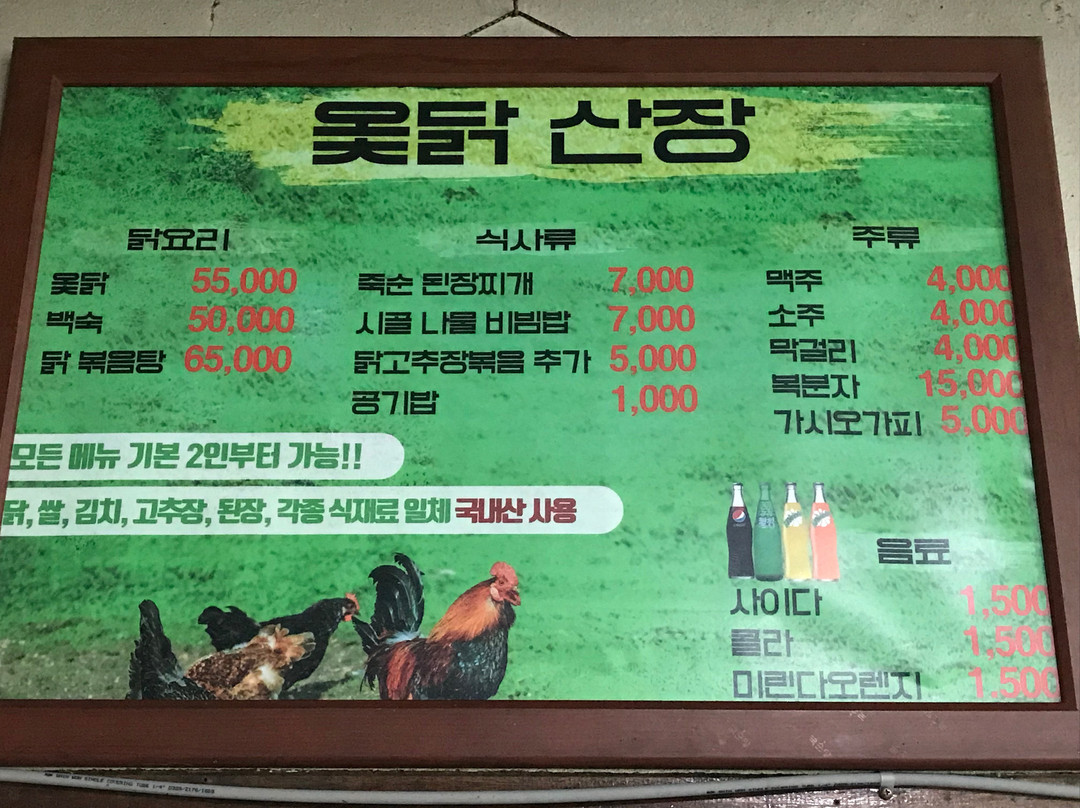 옻닭 산장
닭요리
옻닭 55,000
백숙 50,000
닭 볶음탕 65,000
식사류
죽순 된장찌개 7,000
시골 나물 비빔밥 7,000
닭고추장볶음 추가 5,000
공기밥 1,000
주류
맥주 4,000
소주 4,000
막걸리 4,000
복분자 15,000
가시오가피 5,000
모든 메뉴 기본 2인부터 가능!!
닭, 쌀, 김치, 고추장, 된장, 각종 식재료 일체 국내산 사용
음료
사이다 1,500
콜라 1,500
미린다오렌지 1,500